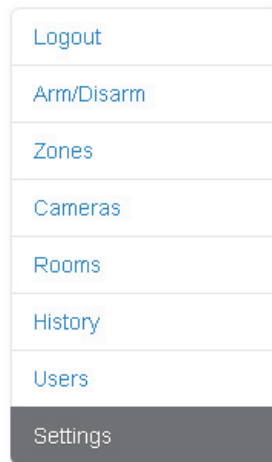 Logout
Arm/Disarm
Zones
Cameras
Rooms
History
Users
Settings